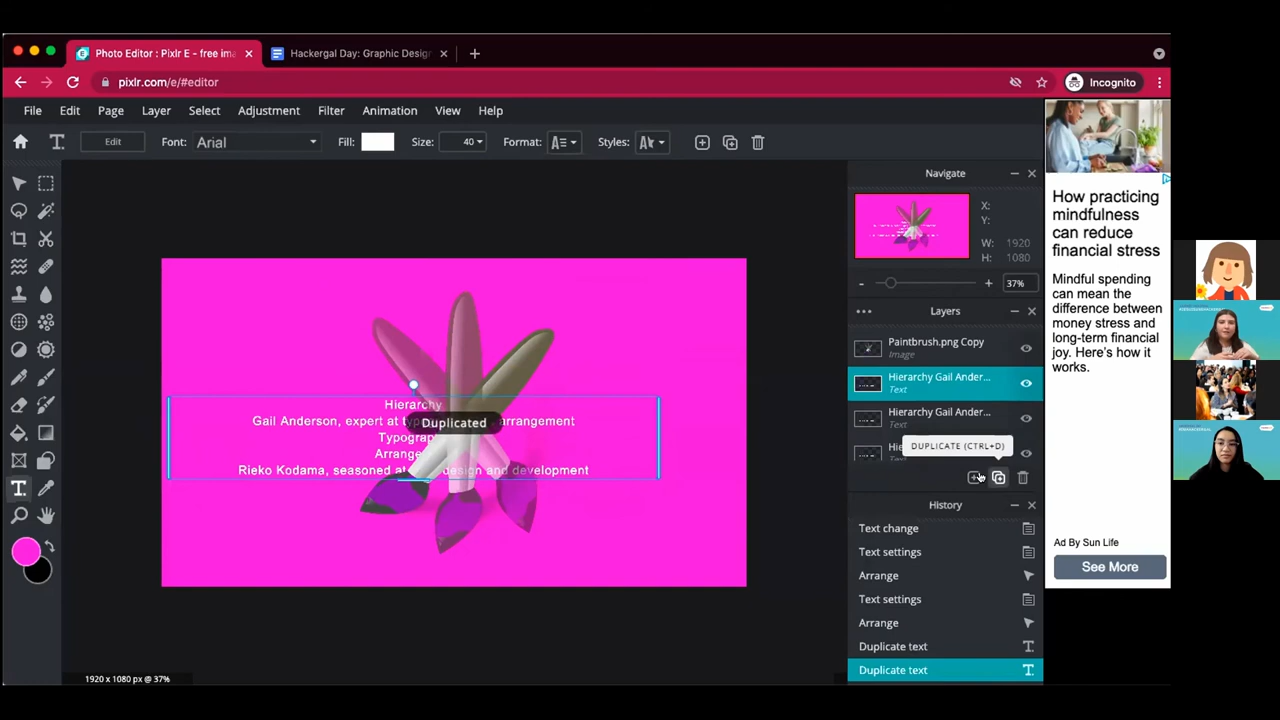 Photo Editor : Pixlr E - free ima
Hackergal Day: Graphic Design
pixlr.com/e/#editor
Incognito
File Edit Page Layer Select Adjustment Filter Animation View Help
Edit Font: Arial Fill: Size: 40 Format: Styles:
Navigate
X:
Y:
W: 1920
H: 1080
37%
Layers
Paintbrush.png Copy
Image
Hierarchy Gail Ander...
Text
Hierarchy Gail Ander...
Text
DUPLICATE (CTRL+D)
History
Text change
Text settings
Arrange
Text settings
Arrange
Duplicate text
Duplicate text
Hierarchy
Gail Anderson, expert at arrangement
Duplicated
Rieko Kodama, seasoned at design and development
1920 x 1080 px @ 37%
How practicing
mindfulness
can reduce
financial stress
Mindful spending
can mean the
difference between
money stress and
long-term financial
joy. Here's how it
works.
Ad By Sun Life
See More